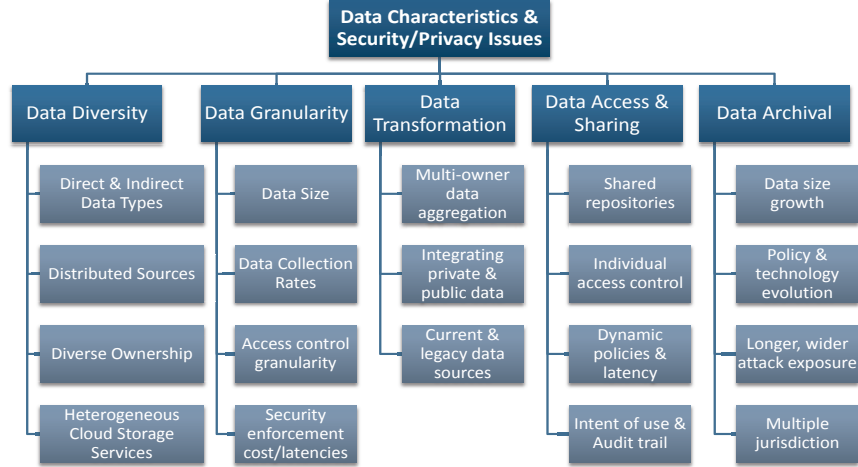 Data Characteristics &
Security/Privacy Issues
Data Diversity
Direct & Indirect
Data Types
Distributed Sources
Diverse Ownership
Heterogeneous
Cloud Storage
Services
Data Granularity
Data Size
Data Collection
Rates
Access control
granularity
Security
enforcement
cost/latencies
Data
Transformation
Multi-owner
data
aggregation
Integrating
private &
public data
Current &
legacy data
sources
Data Access &
Sharing
Shared
repositories
Individual
access control
Dynamic
policies &
latency
Intent of use &
Audit trail
Data Archival
Data size
growth
Policy &
technology
evolution
Longer, wider
attack exposure
Multiple
jurisdiction